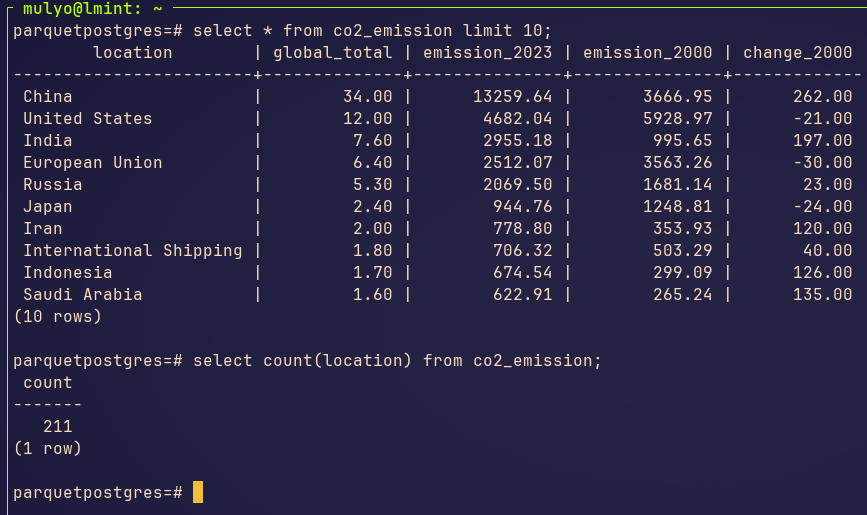 mulyo@lmint: ~
parquetpostgres=# select * from co2_emission limit 10;
        location        | global_total | emission_2023 | emission_2000 | change_2000
------------------------+--------------+---------------+---------------+-------------
 China                  |        34.00 |      13259.64 |       3666.95 |      262.00
 United States          |        12.00 |       4682.04 |       5928.97 |      -21.00
 India                  |         7.60 |       2955.18 |        995.65 |      197.00
 European Union         |         6.40 |       2512.07 |       3563.26 |      -30.00
 Russia                 |         5.30 |       2069.50 |       1681.14 |       23.00
 Japan                  |         2.40 |        944.76 |       1248.81 |      -24.00
 Iran                   |         2.00 |        778.80 |        353.93 |      120.00
 International Shipping |         1.80 |        706.32 |        503.29 |       40.00
 Indonesia              |         1.70 |        674.54 |        299.09 |      126.00
 Saudi Arabia           |         1.60 |        622.91 |        265.24 |      135.00
(10 rows)
parquetpostgres=# select count(location) from co2_emission;
 count
-------
   211
(1 row)
parquetpostgres=#